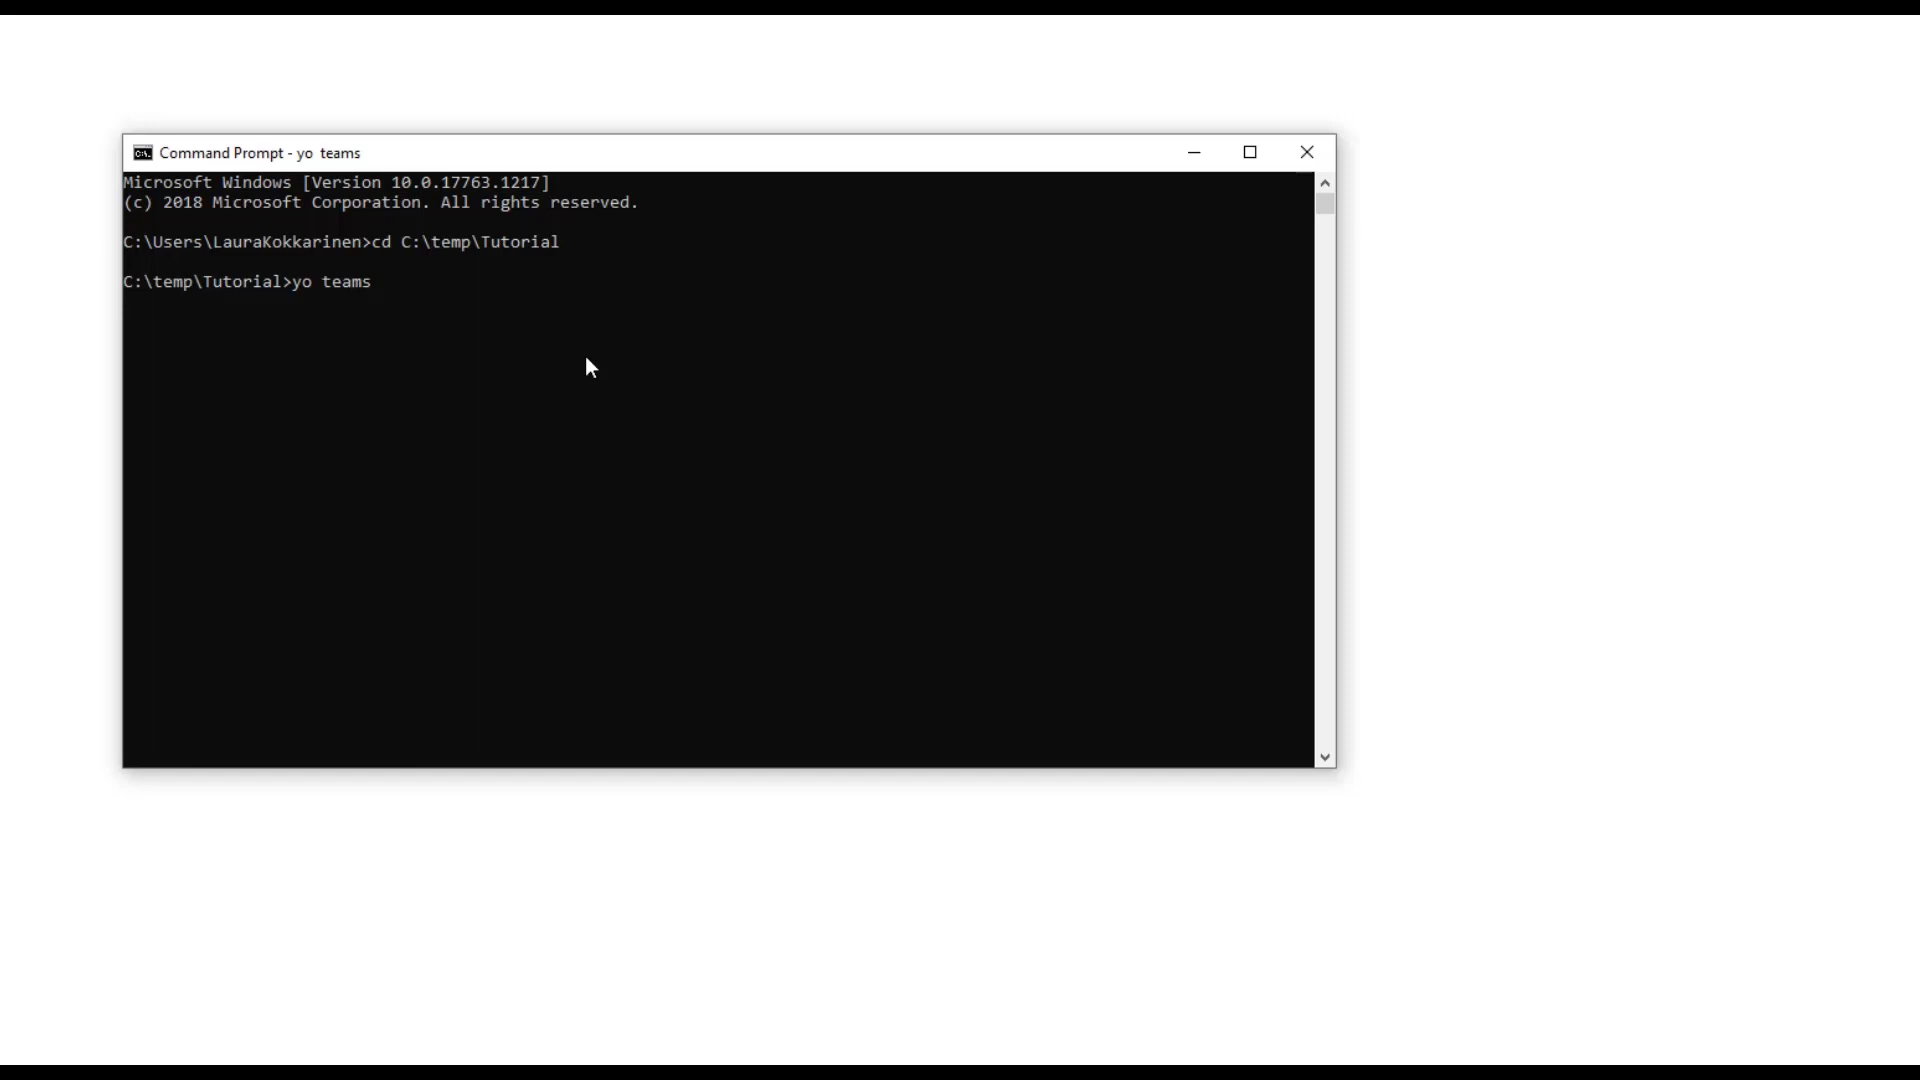 Command Prompt - yo  teams
Microsoft Windows [Version 10.0.17763.1217]
(c) 2018 Microsoft Corporation. All rights reserved.
C:\Users\LauraKokkarinen>cd C:\temp\Tutorial
C:\temp\Tutorial>yo teams